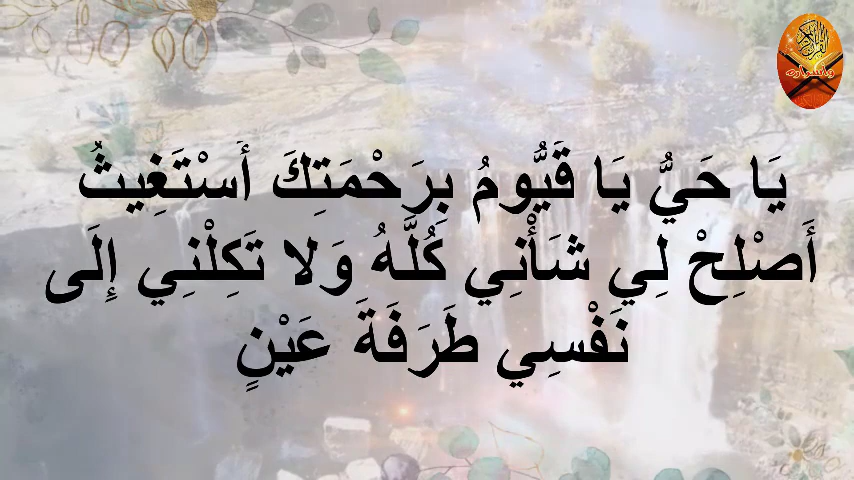 يَا حَيُّ يَا قَيُّومُ بِرَحْمَتِكَ أَسْتَغِيثُ
أَصْلِحْ لِي شَأْنِي كُلَّهُ وَلا تَكِلْنِي إِلَى
نَفْسِي طَرَفَةَ عَيْنٍ